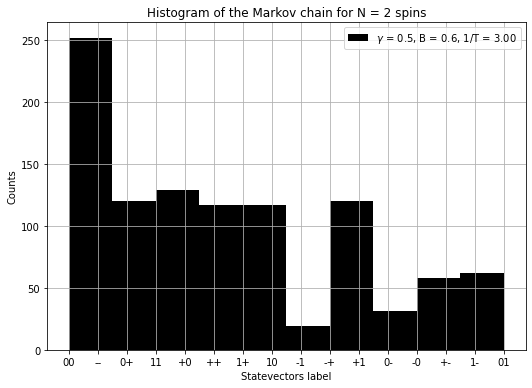 Histogram of the Markov chain for N = 2 spins
γ = 0.5, B = 0.6, 1/T = 3.00
Counts
250
200
150
100
50
0
00 -- 0+ 11 +0 ++ 1+ 10 -1 -+ +1 0- -0 +- 1- 01
Statevectors label